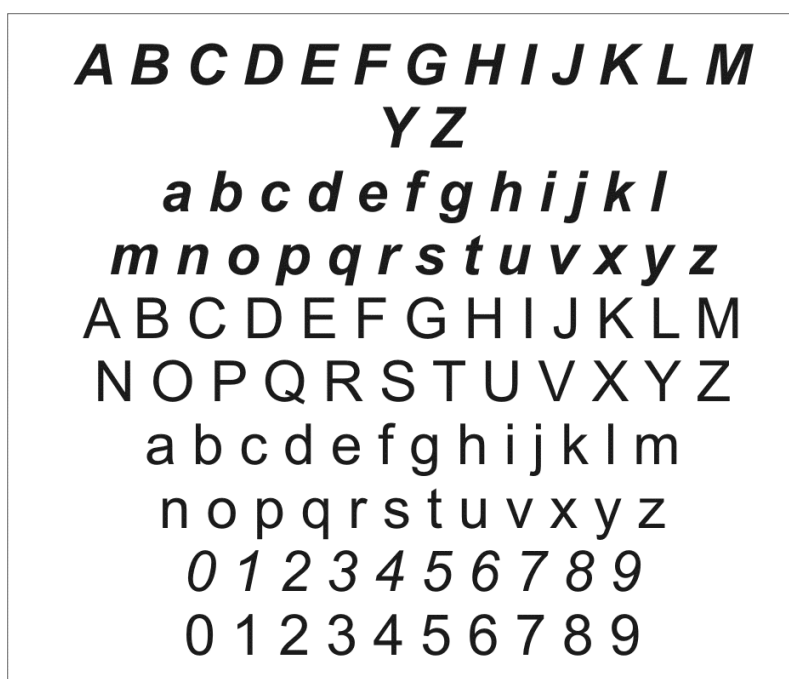 A B C D E F G H I J K L M
Y Z
a b c d e f g h i j k l
m n o p q r s t u v x y z
A B C D E F G H I J K L M
N O P Q R S T U V X Y Z
a b c d e f g h i j k l m
n o p q r s t u v x y z
0 1 2 3 4 5 6 7 8 9
0 1 2 3 4 5 6 7 8 9